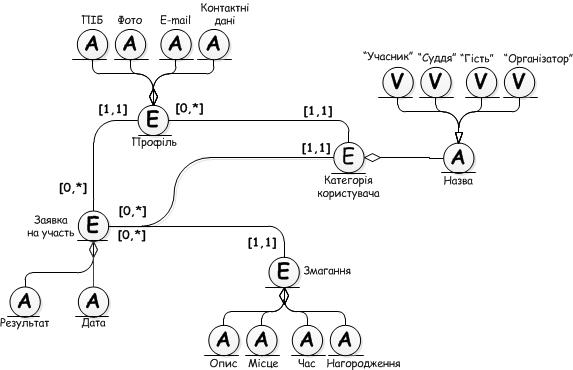 ПІБ Фото E-mail Контактні
дані
A A A A
"Учасник" "Суддя" "Гість" "Організатор"
V V V V
[1,1] [0,*] [1,1]
E
Профіль
[1,1]
E A
Категорія
користувача
Назва
[0,*]
[0,*]
Заявка
на участь
E
[0,*]
[1,1]
E
Змагання
A A
Результат Дата
A A A A
Опис Місце Час Нагородження